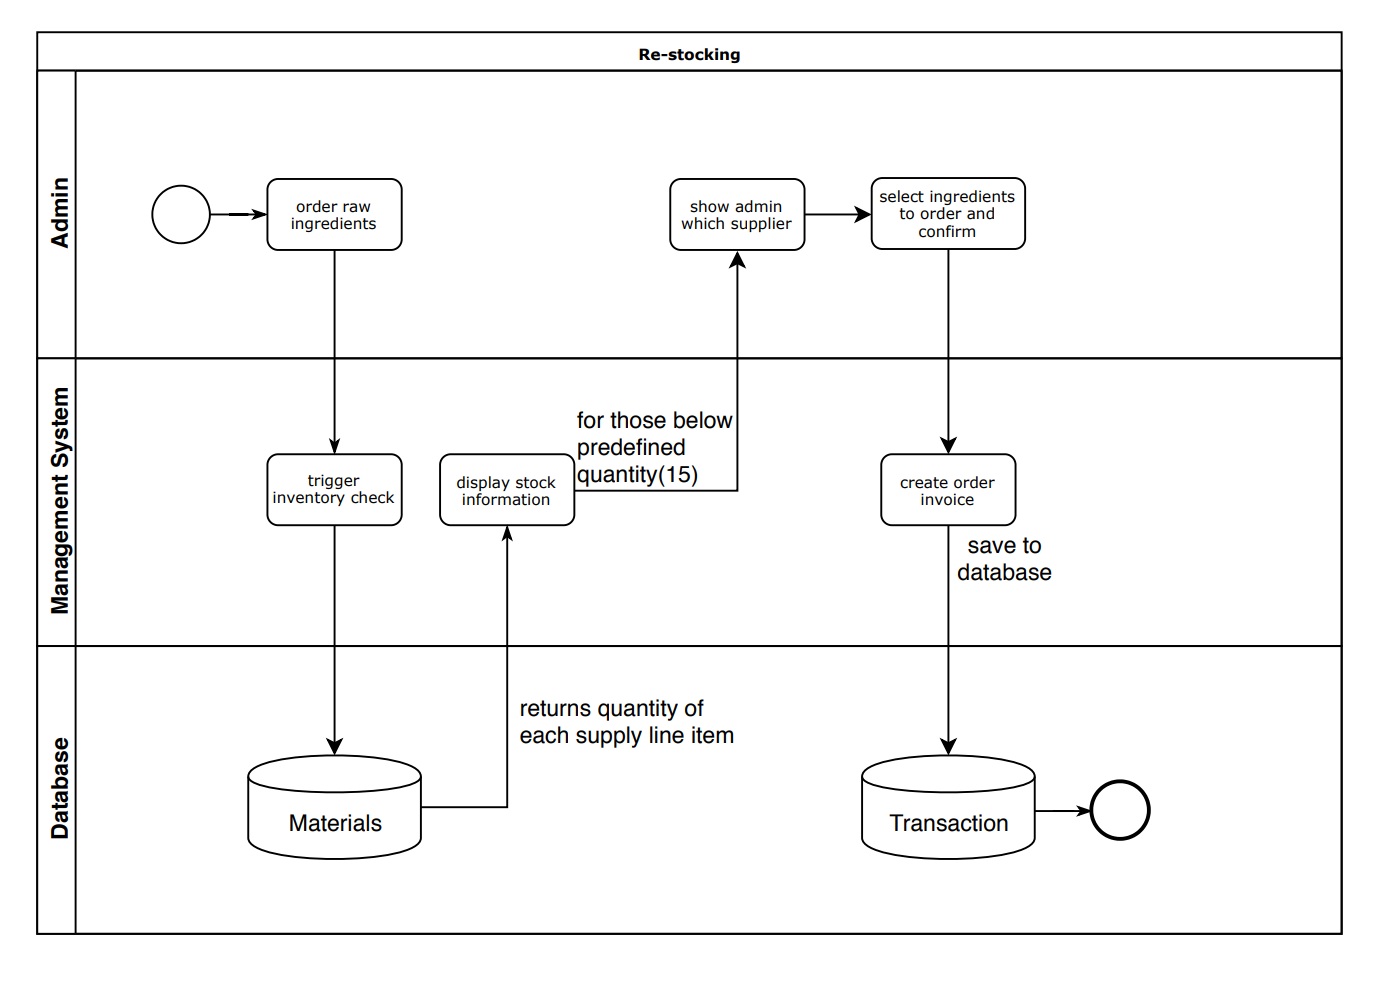 Re-stocking
Admin
order raw
ingredients
show admin
which supplier
select ingredients
to order and
confirm
Management System
trigger
inventory check
display stock
information
for those below
predefined
quantity(15)
create order
invoice
save to
database
Database
returns quantity of
each supply line item
Materials
Transaction